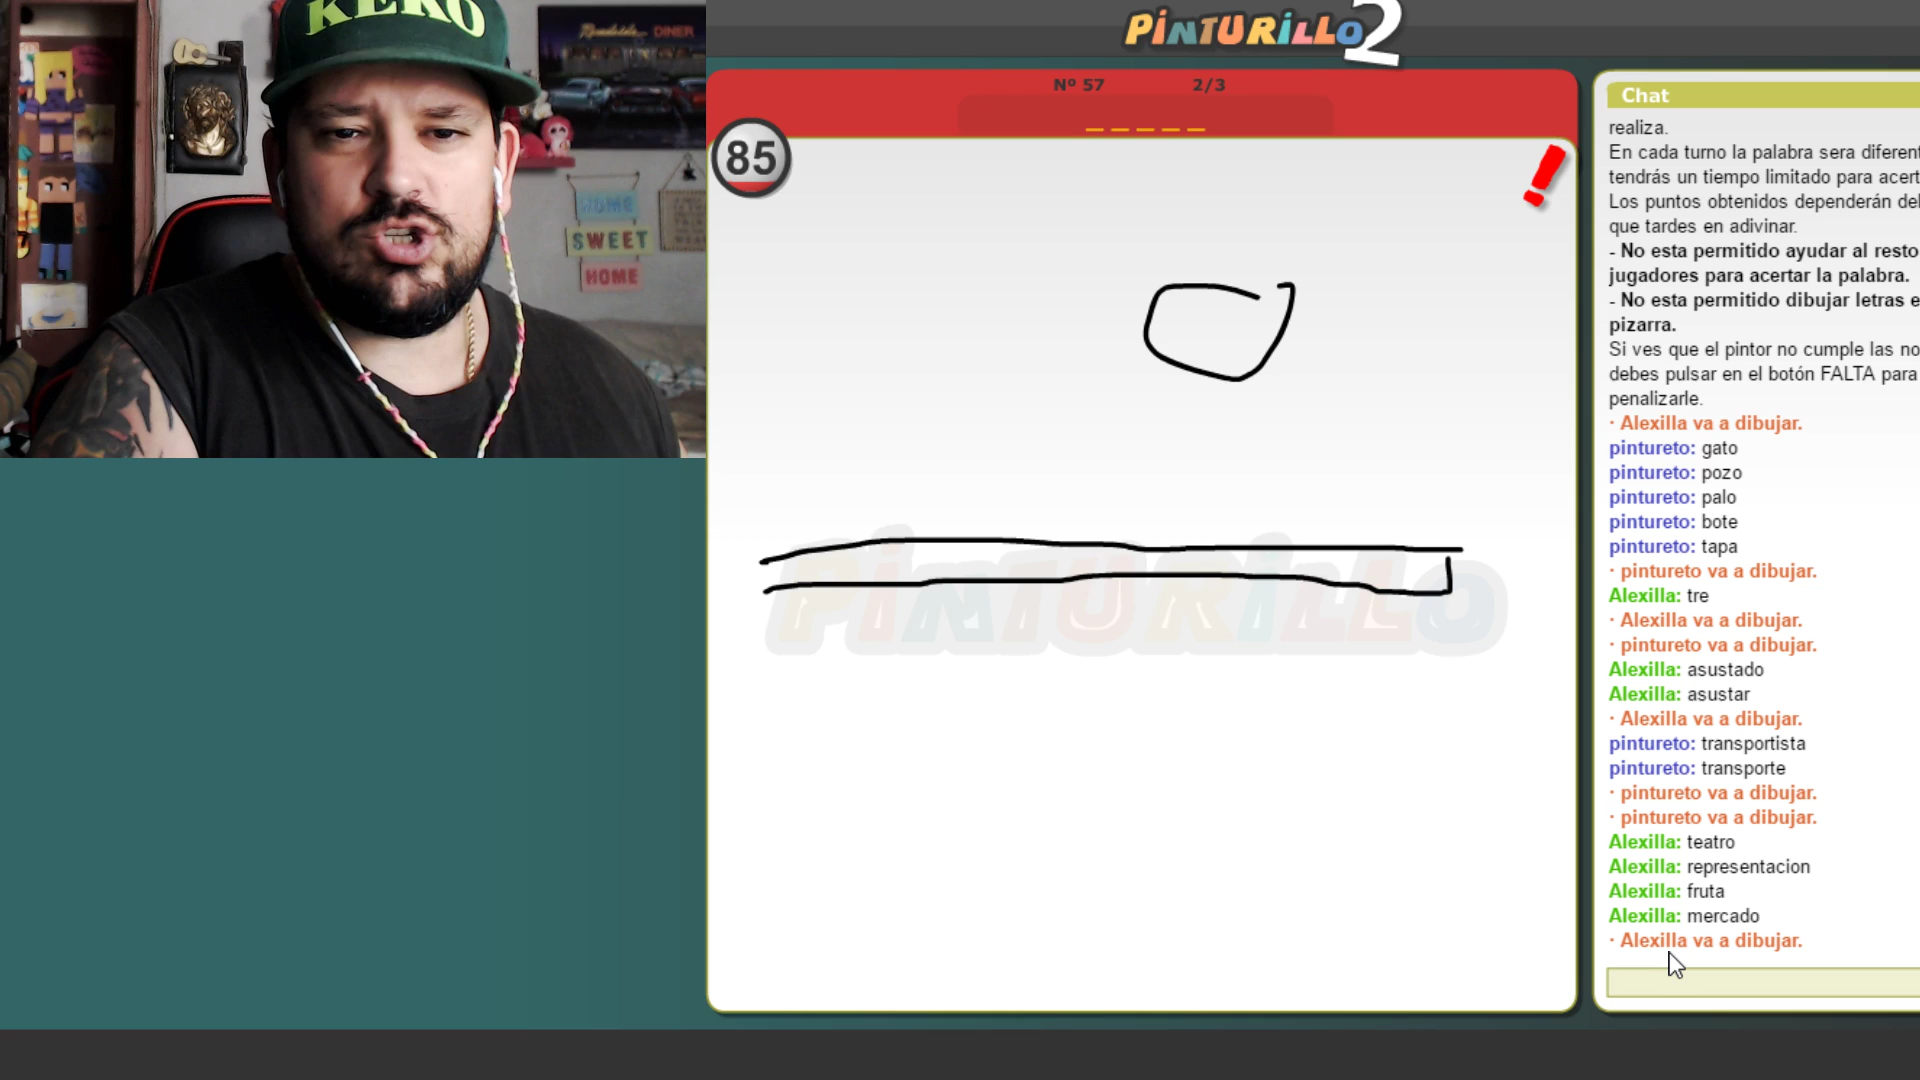 KEKO
Roadside DINER
HOME
SWEET
HOME
PiNTURiLLO2
Nº 57 2/3
_ _ _ _ _
85
!
PiNTURiLLO
Chat
realiza.
En cada turno la palabra sera diferent
tendrás un tiempo limitado para acert
Los puntos obtenidos dependerán del
que tardes en adivinar.
- No esta permitido ayudar al resto
jugadores para acertar la palabra.
- No esta permitido dibujar letras e
pizarra.
Si ves que el pintor no cumple las no
debes pulsar en el botón FALTA para
penalizarle.
· Alexilla va a dibujar.
pintureto: gato
pintureto: pozo
pintureto: palo
pintureto: bote
pintureto: tapa
· pintureto va a dibujar.
Alexilla: tre
· Alexilla va a dibujar.
· pintureto va a dibujar.
Alexilla: asustado
Alexilla: asustar
· Alexilla va a dibujar.
pintureto: transportista
pintureto: transporte
· pintureto va a dibujar.
· pintureto va a dibujar.
Alexilla: teatro
Alexilla: representacion
Alexilla: fruta
Alexilla: mercado
· Alexilla va a dibujar.